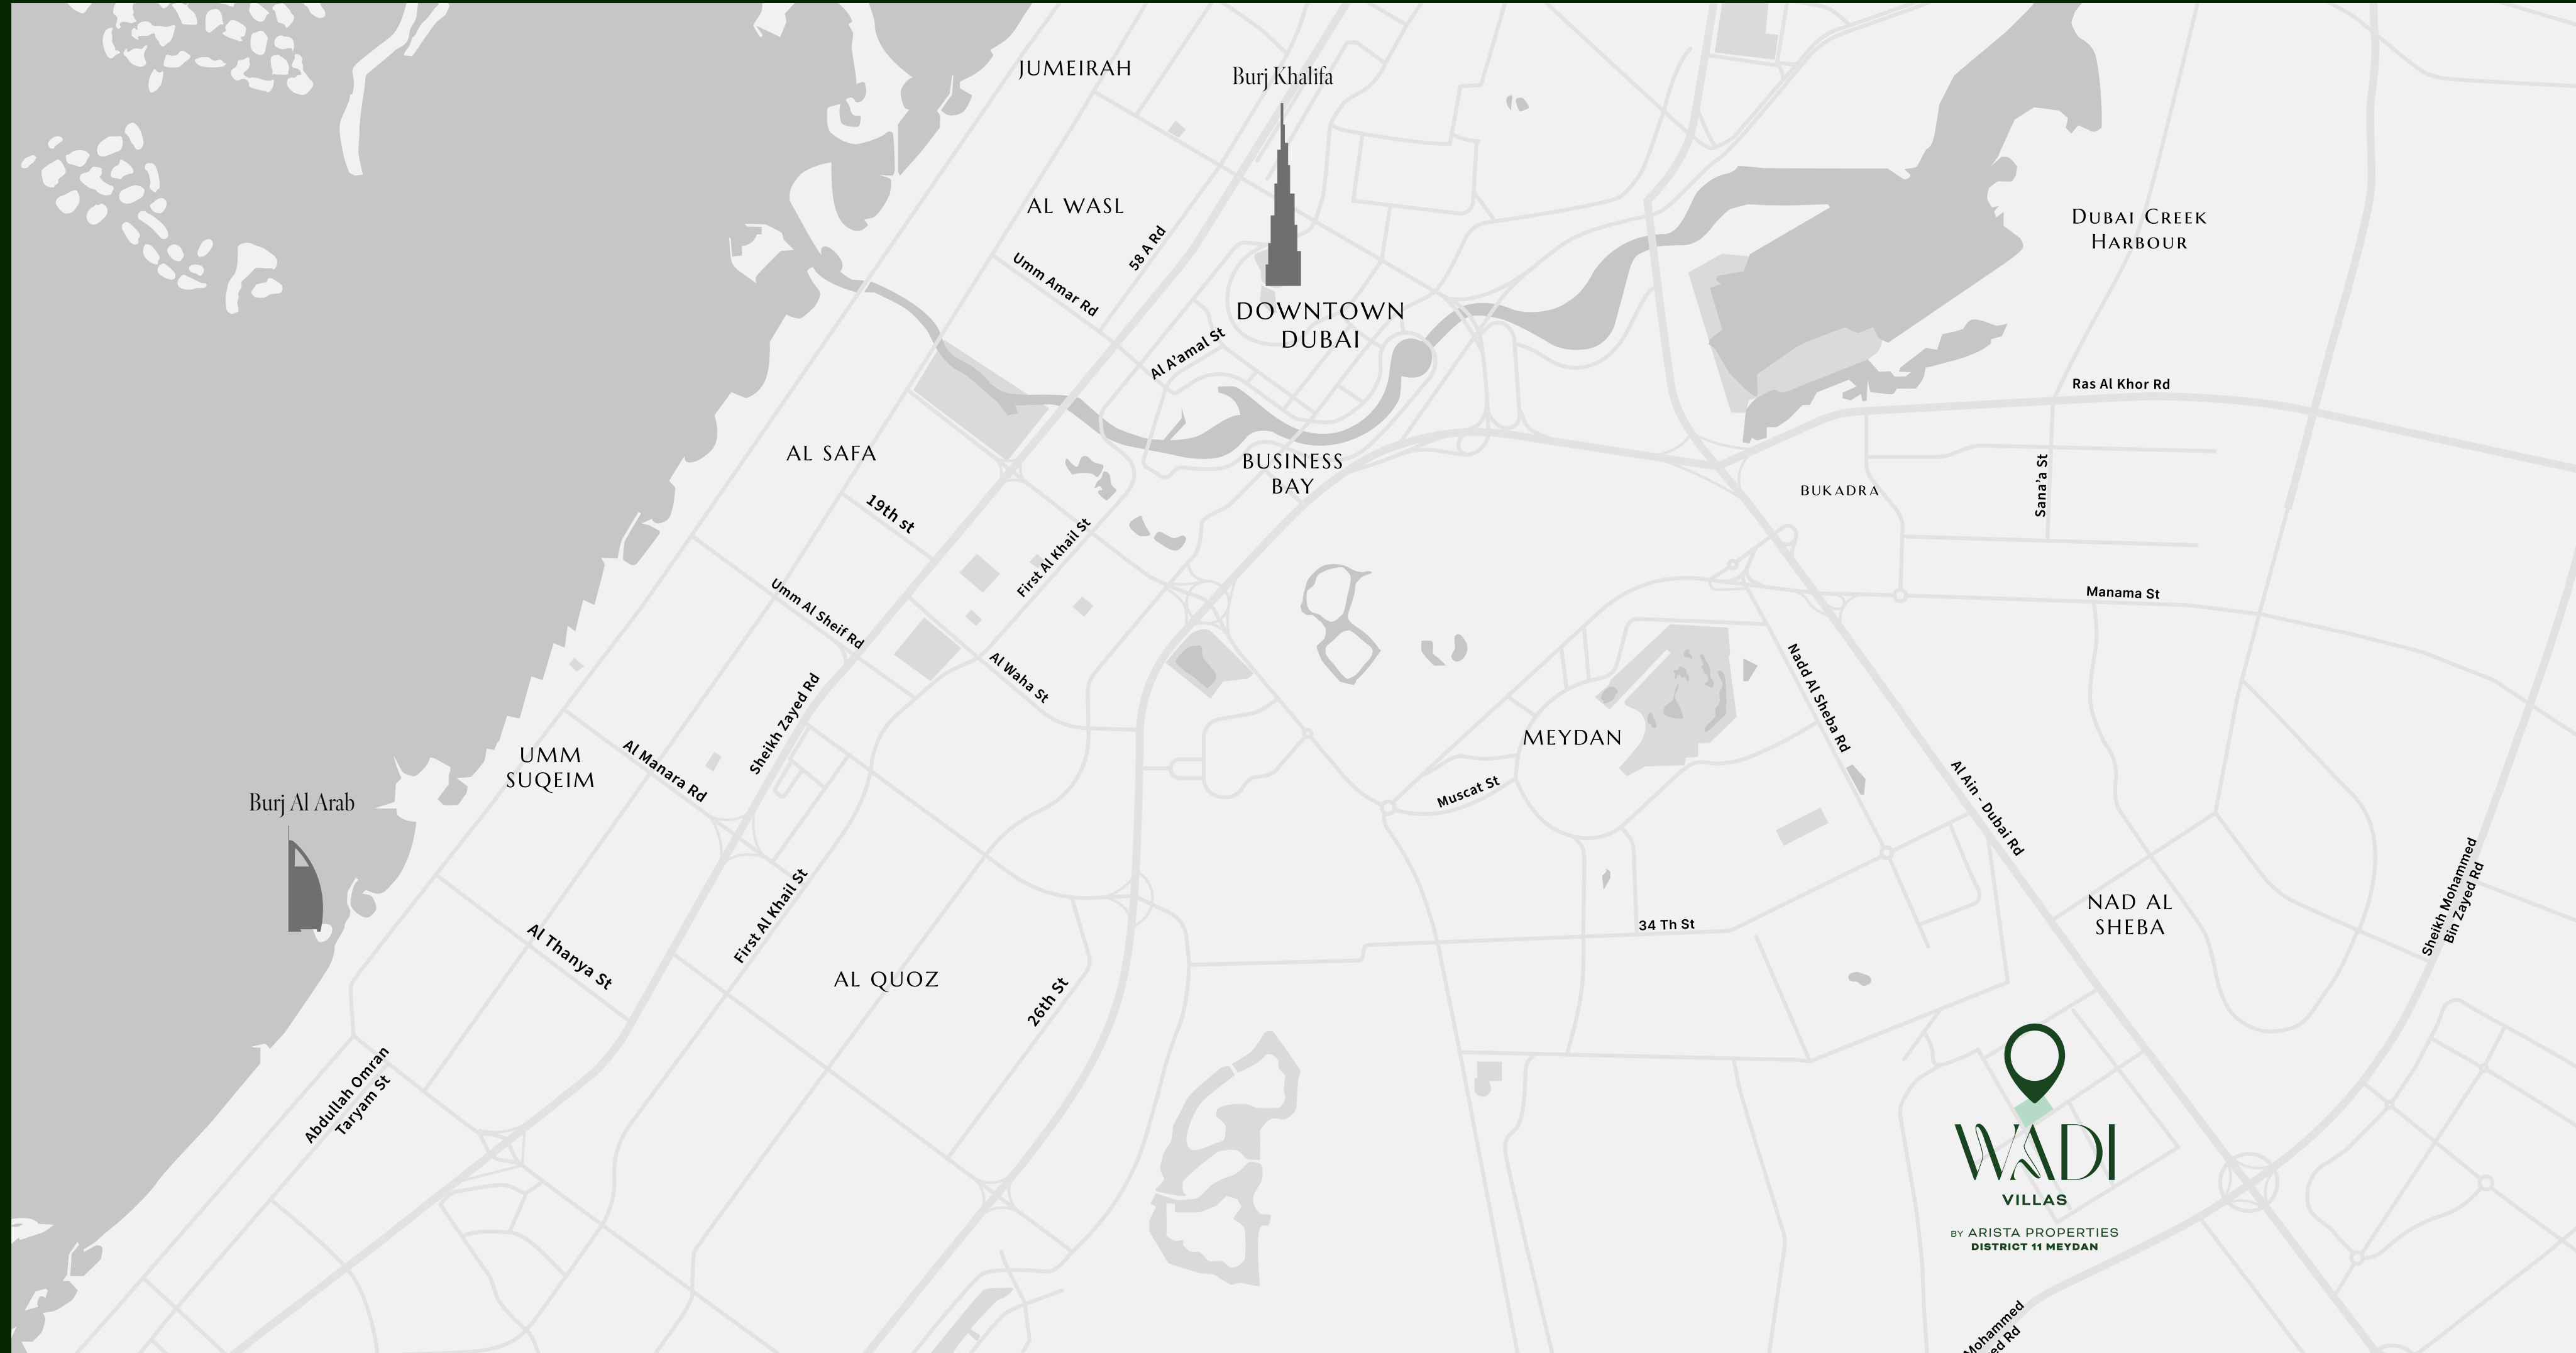 JUMEIRAH
Burj Khalifa
AL WASL
58 A Rd
Umm Amar Rd
DUBAI CREEK
HARBOUR
DOWNTOWN
DUBAI
Al A'amal St
Ras Al Khor Rd
AL SAFA
BUSINESS
BAY
BUKADRA
Sana'a St
19th st
First Al Khail St
Manama St
Umm Al Sheif Rd
Al Waha St
Nadd Al Sheba Rd
Sheikh Zayed Rd
MEYDAN
UMM
SUQEIM
Al Manara Rd
Muscat St
Al Ain - Dubai Rd
Burj Al Arab
Sheikh Mohammed
Bin Zayed Rd
NAD AL
SHEBA
First Al Khail St
34 Th St
Al Thanya St
AL QUOZ
26th St
Abdullah Omran
Taryam St
WADI
VILLAS
BY ARISTA PROPERTIES
DISTRICT 11 MEYDAN
Mohammed
Rd